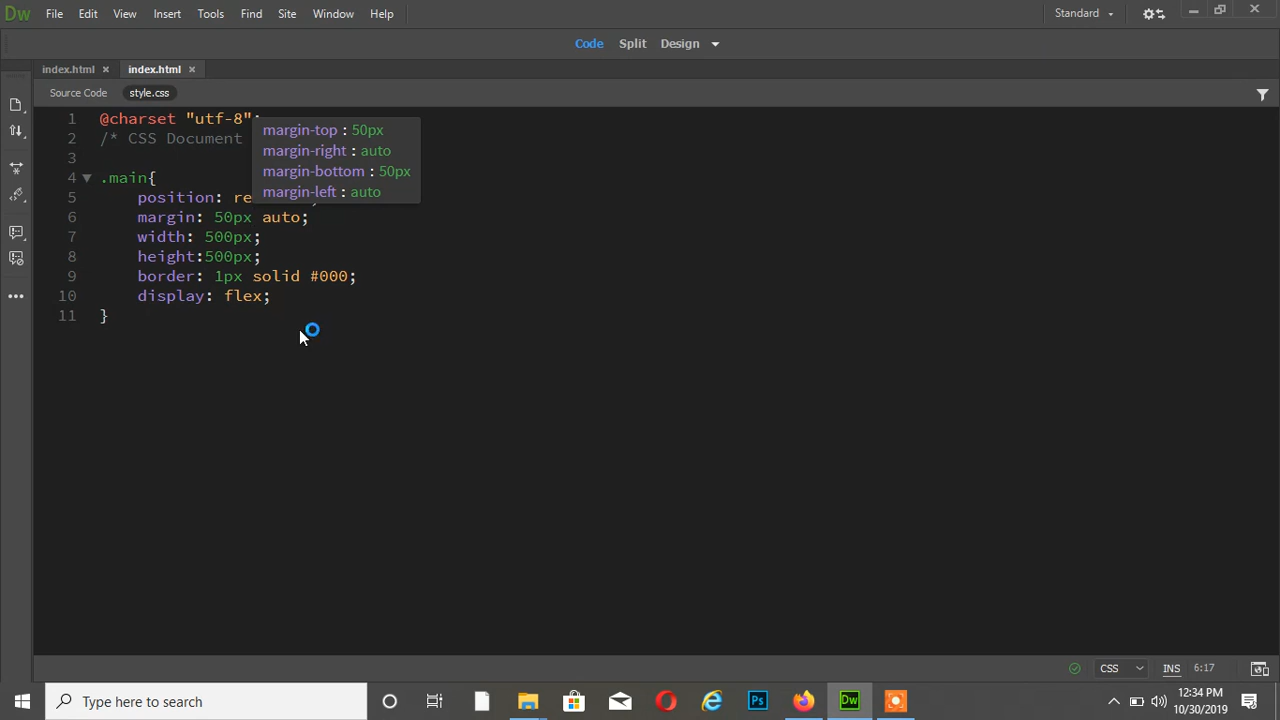 Dw File Edit View Insert Tools Find Site Window Help Standard
Code Split Design
index.html index.html
Source Code style.css
1 @charset "utf-8";
2 /* CSS Document
3
4 .main{
5 position: re
6 margin: 50px auto;
7 width: 500px;
8 height:500px;
9 border: 1px solid #000;
10 display: flex;
11 }
margin-top : 50px
margin-right : auto
margin-bottom : 50px
margin-left : auto
CSS INS 6:17
Type here to search
Ps Dw
12:34 PM
10/30/2019